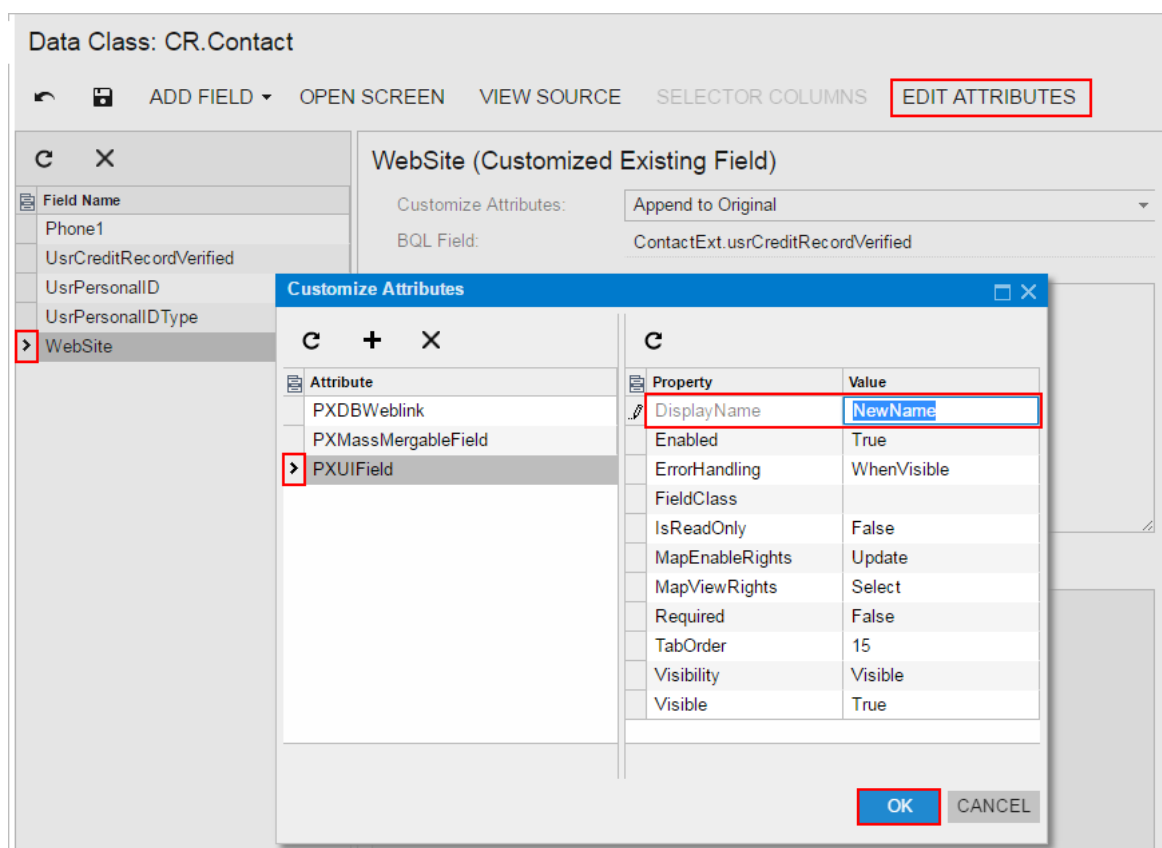 Data Class: CR.Contact
ADD FIELD OPEN SCREEN VIEW SOURCE SELECTOR COLUMNS EDIT ATTRIBUTES
Field Name
Phone1
UsrCreditRecordVerified
UsrPersonalID
UsrPersonalIDType
WebSite
WebSite (Customized Existing Field)
Customize Attributes: Append to Original
BQL Field: ContactExt.usrCreditRecordVerified
Customize Attributes
Attribute
PXDBWeblink
PXMassMergableField
PXUIField
Property Value
DisplayName NewName
Enabled True
ErrorHandling WhenVisible
FieldClass
IsReadOnly False
MapEnableRights Update
MapViewRights Select
Required False
TabOrder 15
Visibility Visible
Visible True
OK CANCEL